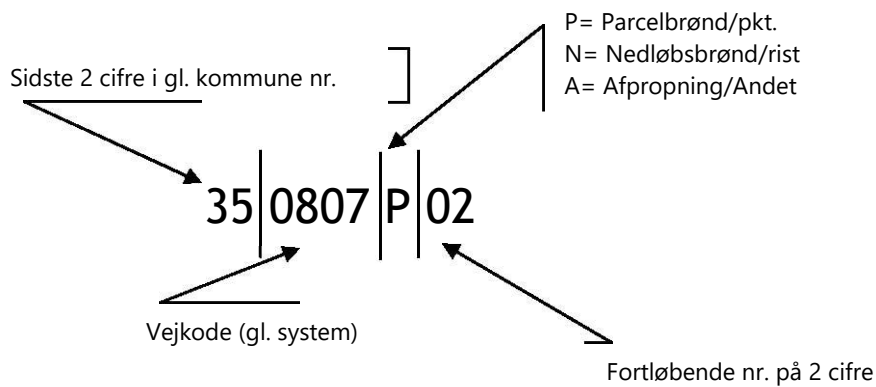 P= Parcelbrønd/pkt.
N= Nedløbsbrønd/rist
A= Afpropning/Andet
Sidste 2 cifre i gl. kommune nr.
35 0807 P 02
Vejkode (gl. system)
Fortløbende nr. på 2 cifre